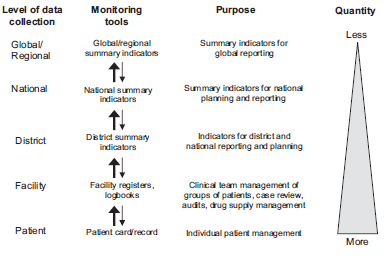 Level of data
collection
Monitoring
tools
Purpose
Quantity
Less
Global/
Regional
Global/regional
summary indicators
Summary indicators for
global reporting
National
National summary
indicators
Summary indicators for national
planning and reporting
District
District summary
indicators
Indicators for district and
national reporting and planning
Facility
Facility registers,
logbooks
Clinical team management of
groups of patients, case review,
audits, drug supply management
Patient
Patient card/record
Individual patient management
More